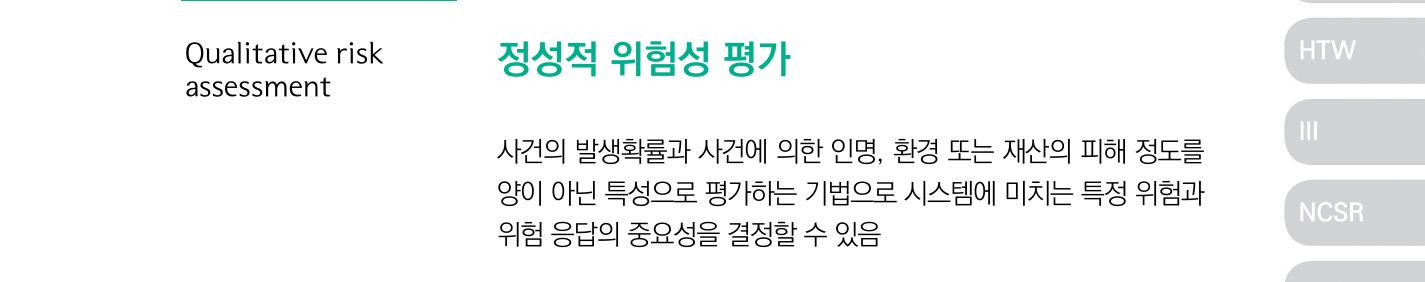 Qualitative risk
assessment
정성적 위험성 평가
사건의 발생확률과 사건에 의한 인명, 환경 또는 재산의 피해 정도를
양이 아닌 특성으로 평가하는 기법으로 시스템에 미치는 특정 위험과
위험 응답의 중요성을 결정할 수 있음
HTW
III
NCSR